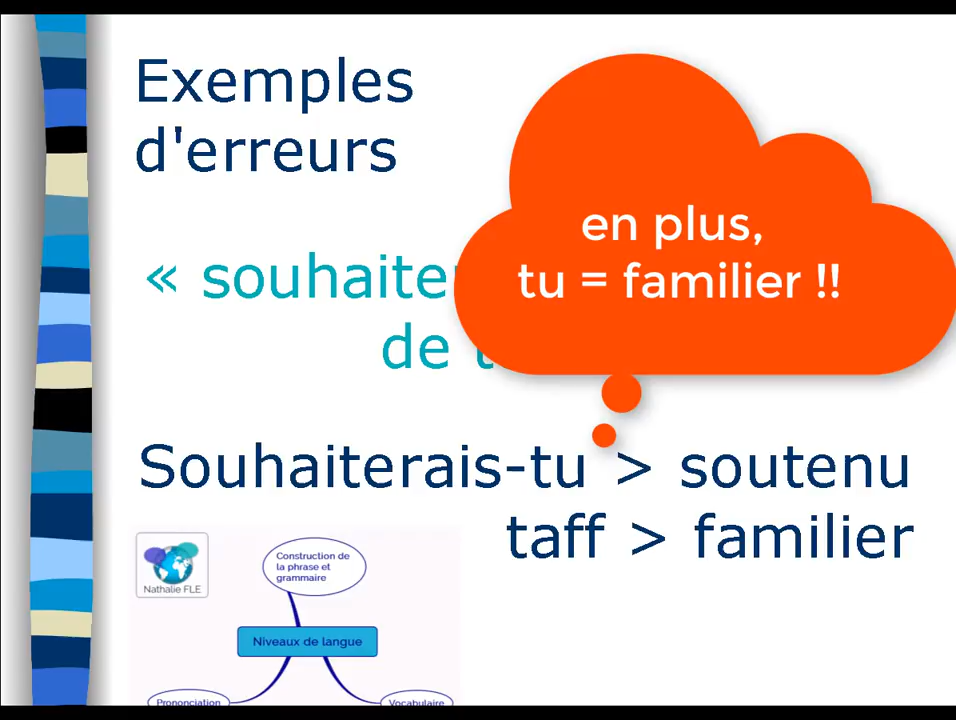 Exemples
d'erreurs
en plus,
tu = familier !!
« souhaiter
de
Souhaiterais-tu > soutenu
taff > familier
Nathalie FLE
Construction de
la phrase et
grammaire
Niveaux de langue
Prononciation
Vocabulaire